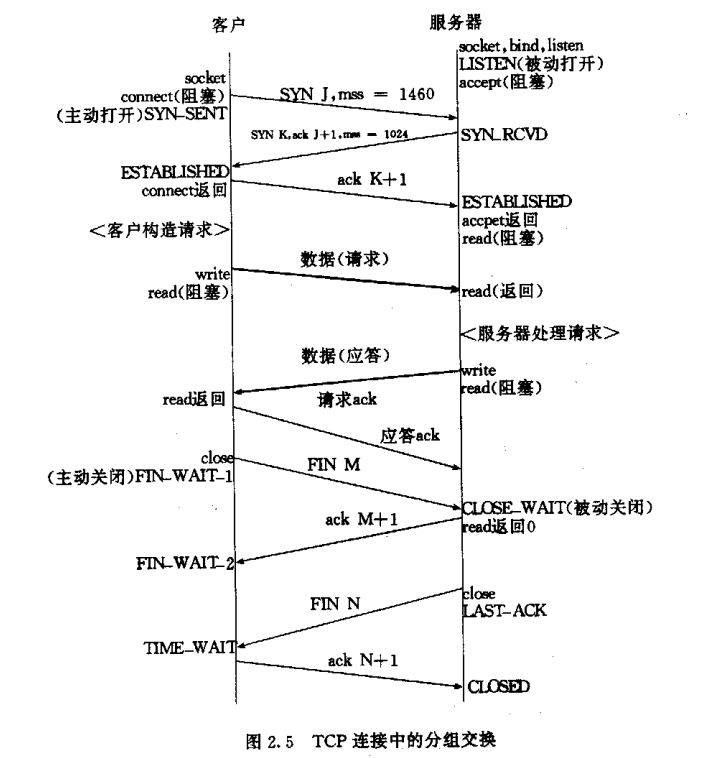 客户
服务器
socket,bind,listen
LISTEN(被动打开)
accept(阻塞)
socket
connect(阻塞)
(主动打开)SYN_SENT
SYN J,mss = 1460
SYN K,ack J+1,mss = 1024
SYN_RCVD
ESTABLISHED
connect返回
ack K+1
ESTABLISHED
accpet返回
read(阻塞)
<客户构造请求>
数据(请求)
write
read(阻塞)
read(返回)
<服务器处理请求>
数据(应答)
write
read(阻塞)
请求ack
read返回
应答ack
close
(主动关闭)FIN_WAIT_1
FIN M
CLOSE_WAIT(被动关闭)
read返回0
ack M+1
FIN_WAIT_2
close
LAST_ACK
FIN N
TIME_WAIT
ack N+1
CLOSED
图 2.5 TCP 连接中的分组交换